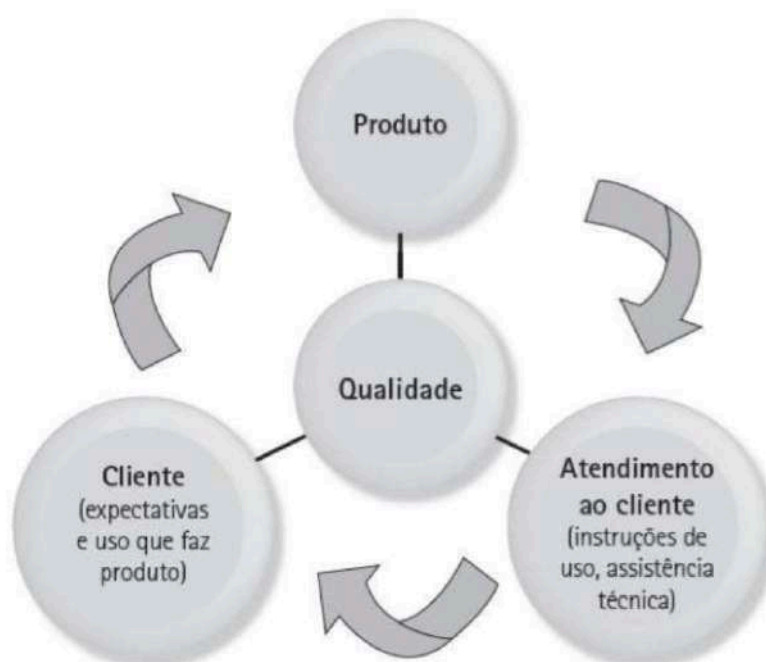 Produto
Qualidade
Cliente
(expectativas
e uso que faz
produto)
Atendimento
ao cliente
(instruções de
uso, assistência
técnica)